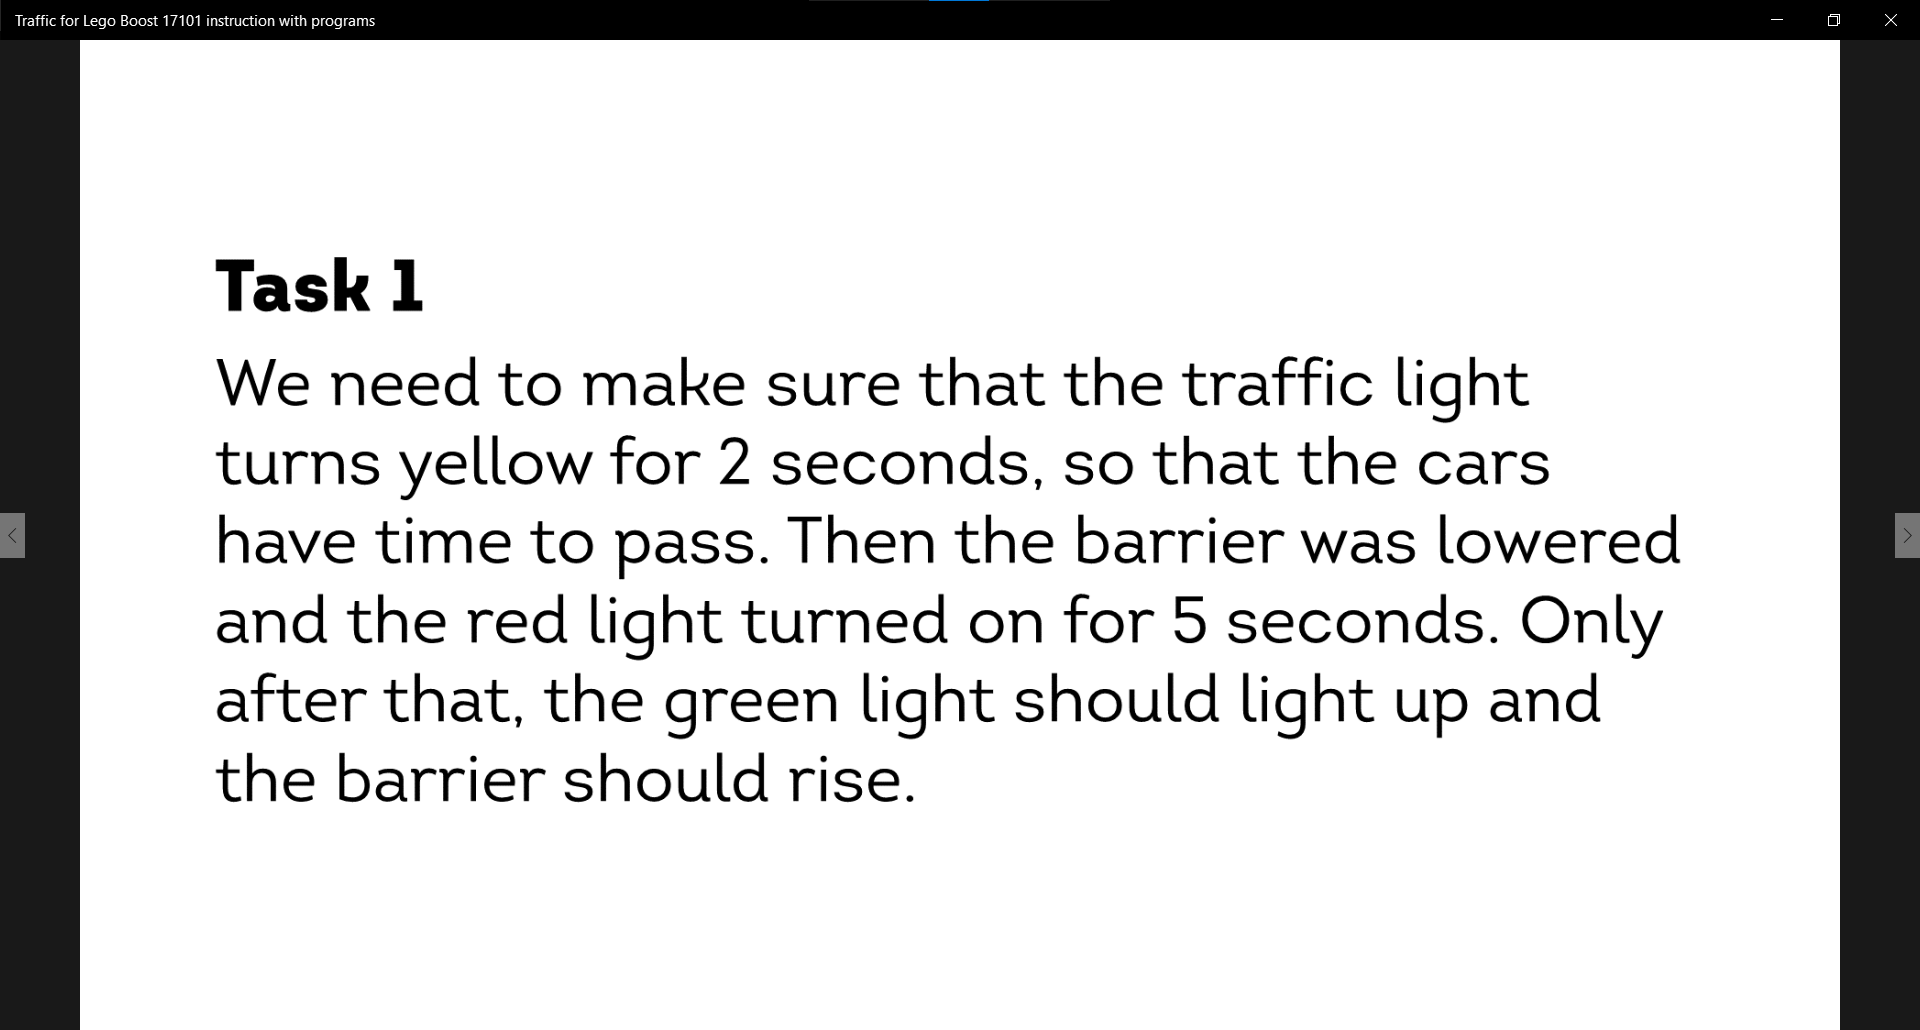 Traffic for Lego Boost 17101 instruction with programs
Task 1
We need to make sure that the traffic light
turns yellow for 2 seconds, so that the cars
have time to pass. Then the barrier was lowered
and the red light turned on for 5 seconds. Only
after that, the green light should light up and
the barrier should rise.